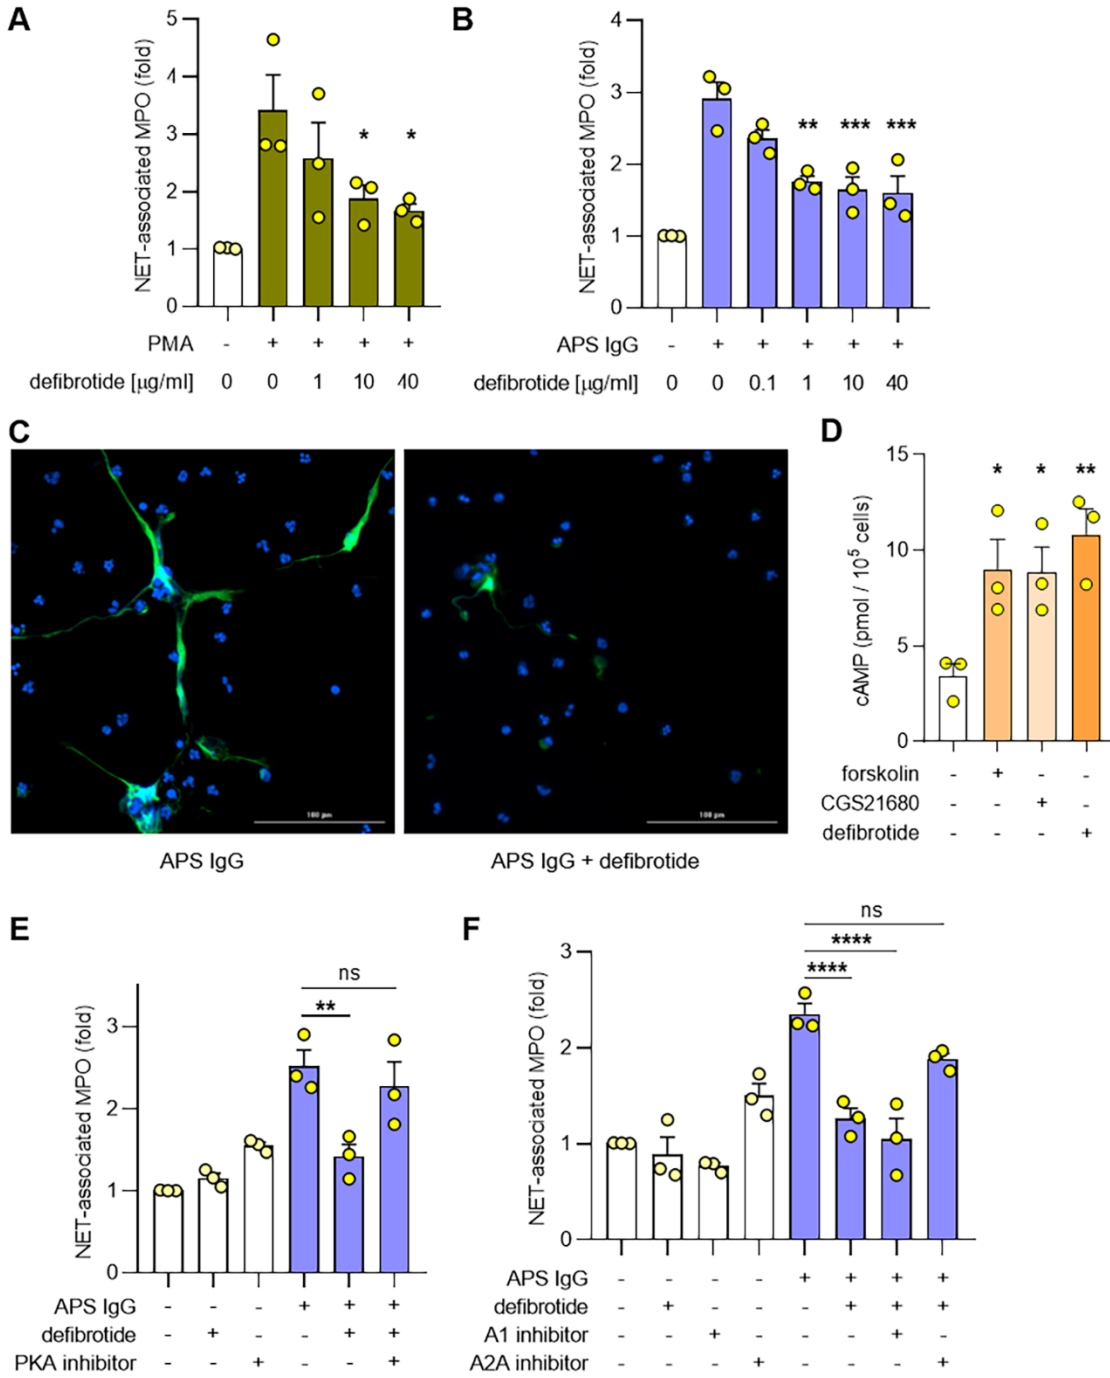 A
NET-associated MPO (fold)
5
4
3
2
1
0
* *
PMA - + + + +
defibrotide [μg/ml] 0 0 1 10 40
B
NET-associated MPO (fold)
4
3
2
1
0
** *** ***
APS IgG - + + + + +
defibrotide [μg/ml] 0 0 0.1 1 10 40
C
100 μm
100 μm
APS IgG
APS IgG + defibrotide
D
cAMP (pmol / 10⁵ cells)
15
10
5
0
* * **
forskolin - + - -
CGS21680 - - + -
defibrotide - - - +
E
NET-associated MPO (fold)
3
2
1
0
ns
**
APS IgG - - - + + +
defibrotide - + - - + +
PKA inhibitor - - + - - +
F
NET-associated MPO (fold)
3
2
1
0
ns
****
****
APS IgG - - - - + + + +
defibrotide - + - - - + + +
A1 inhibitor - - + - - - + -
A2A inhibitor - - - + - - - +